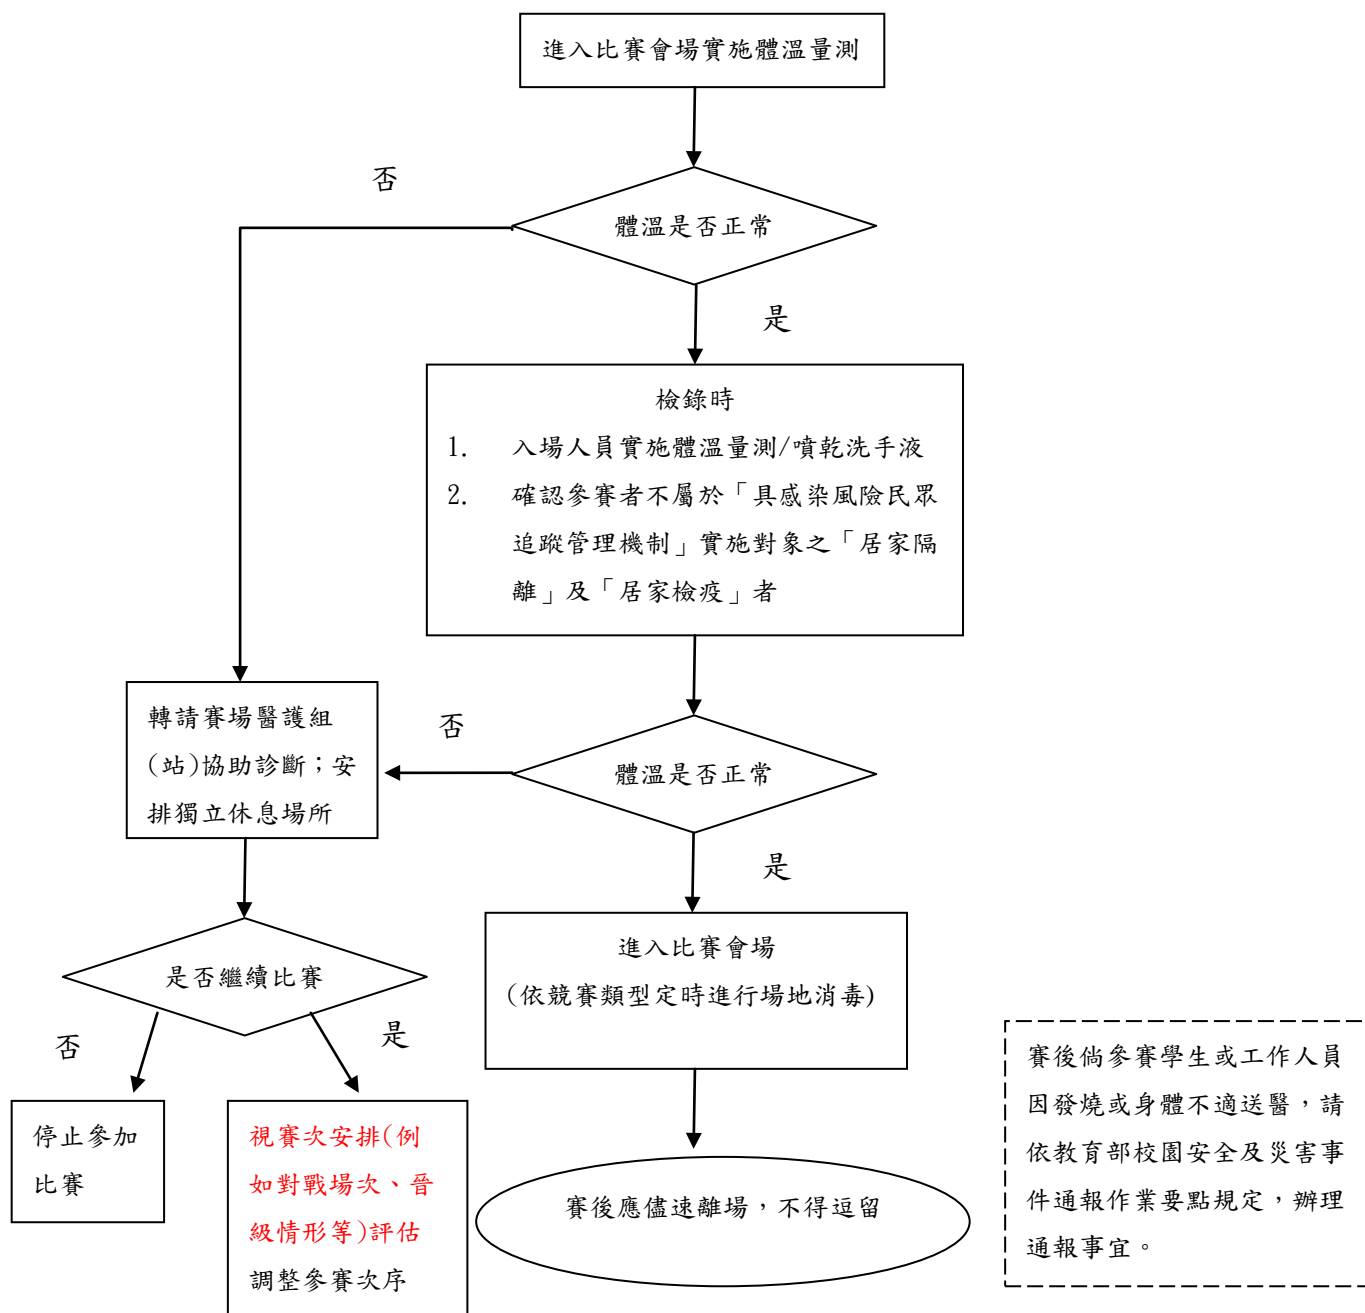 進入比賽會場實施體溫量測
否
體溫是否正常
是
檢錄時
1. 入場人員實施體溫量測/噴乾洗手液
2. 確認參賽者不屬於「具感染風險民眾
追蹤管理機制」實施對象之「居家隔
離」及「居家檢疫」者
轉請賽場醫護組
(站)協助診斷；安
排獨立休息場所
否
體溫是否正常
是
是否繼續比賽
進入比賽會場
(依競賽類型定時進行場地消毒)
否
是
停止參加
比賽
視賽次安排(例
如對戰場次、晉
級情形等)評估
調整參賽次序
賽後應儘速離場，不得逗留
賽後倘參賽學生或工作人員
因發燒或身體不適送醫，請
依教育部校園安全及災害事
件通報作業要點規定，辦理
通報事宜。